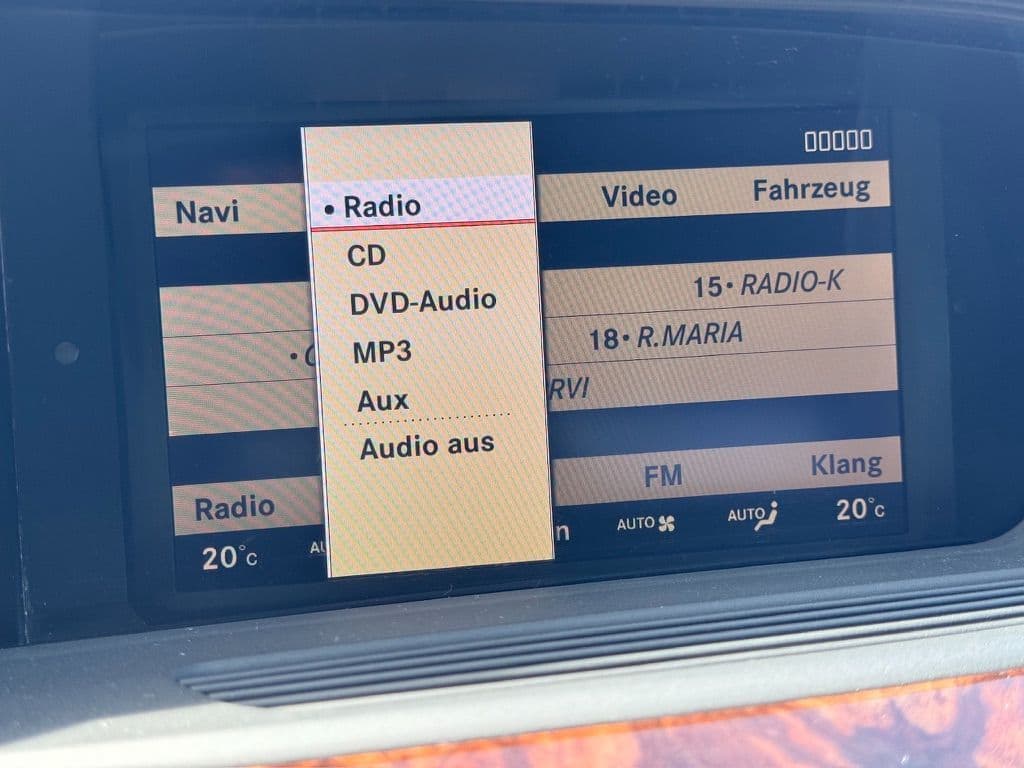 Navi
Video
Fahrzeug
• Radio
CD
DVD-Audio
MP3
Aux
Audio aus
15• RADIO-K
18• R.MARIA
RVI
Radio
FM
Klang
20°C
AUTO
AUTO
20°C